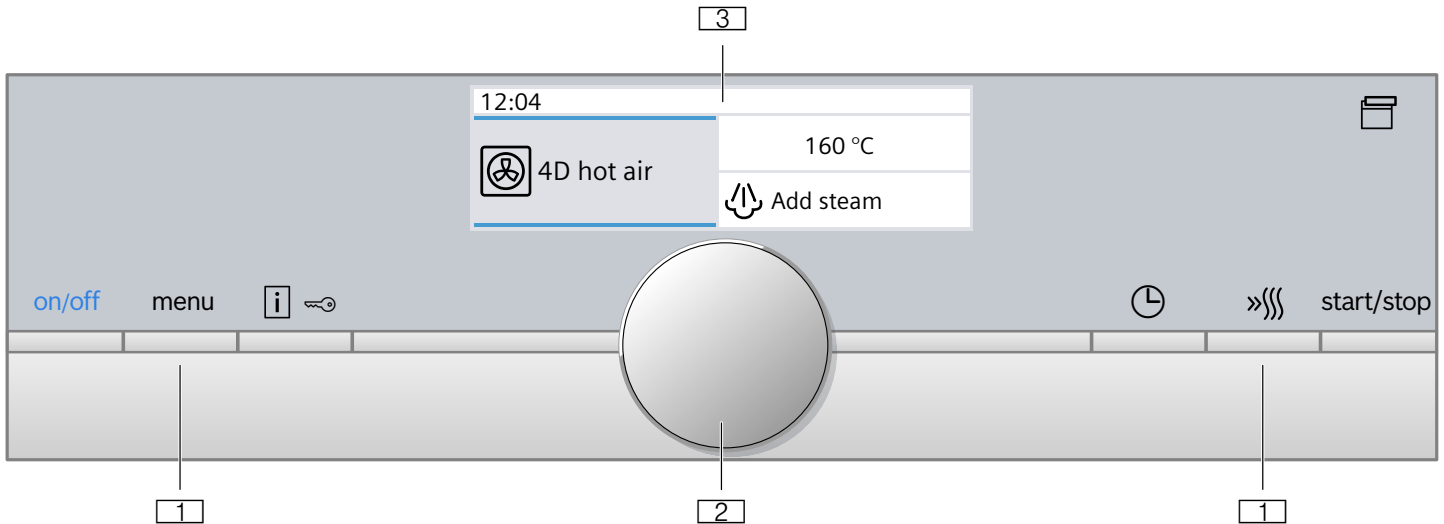 3
12:04
4D hot air
160 °C
Add steam
on/off
menu
i
start/stop
1
2
1